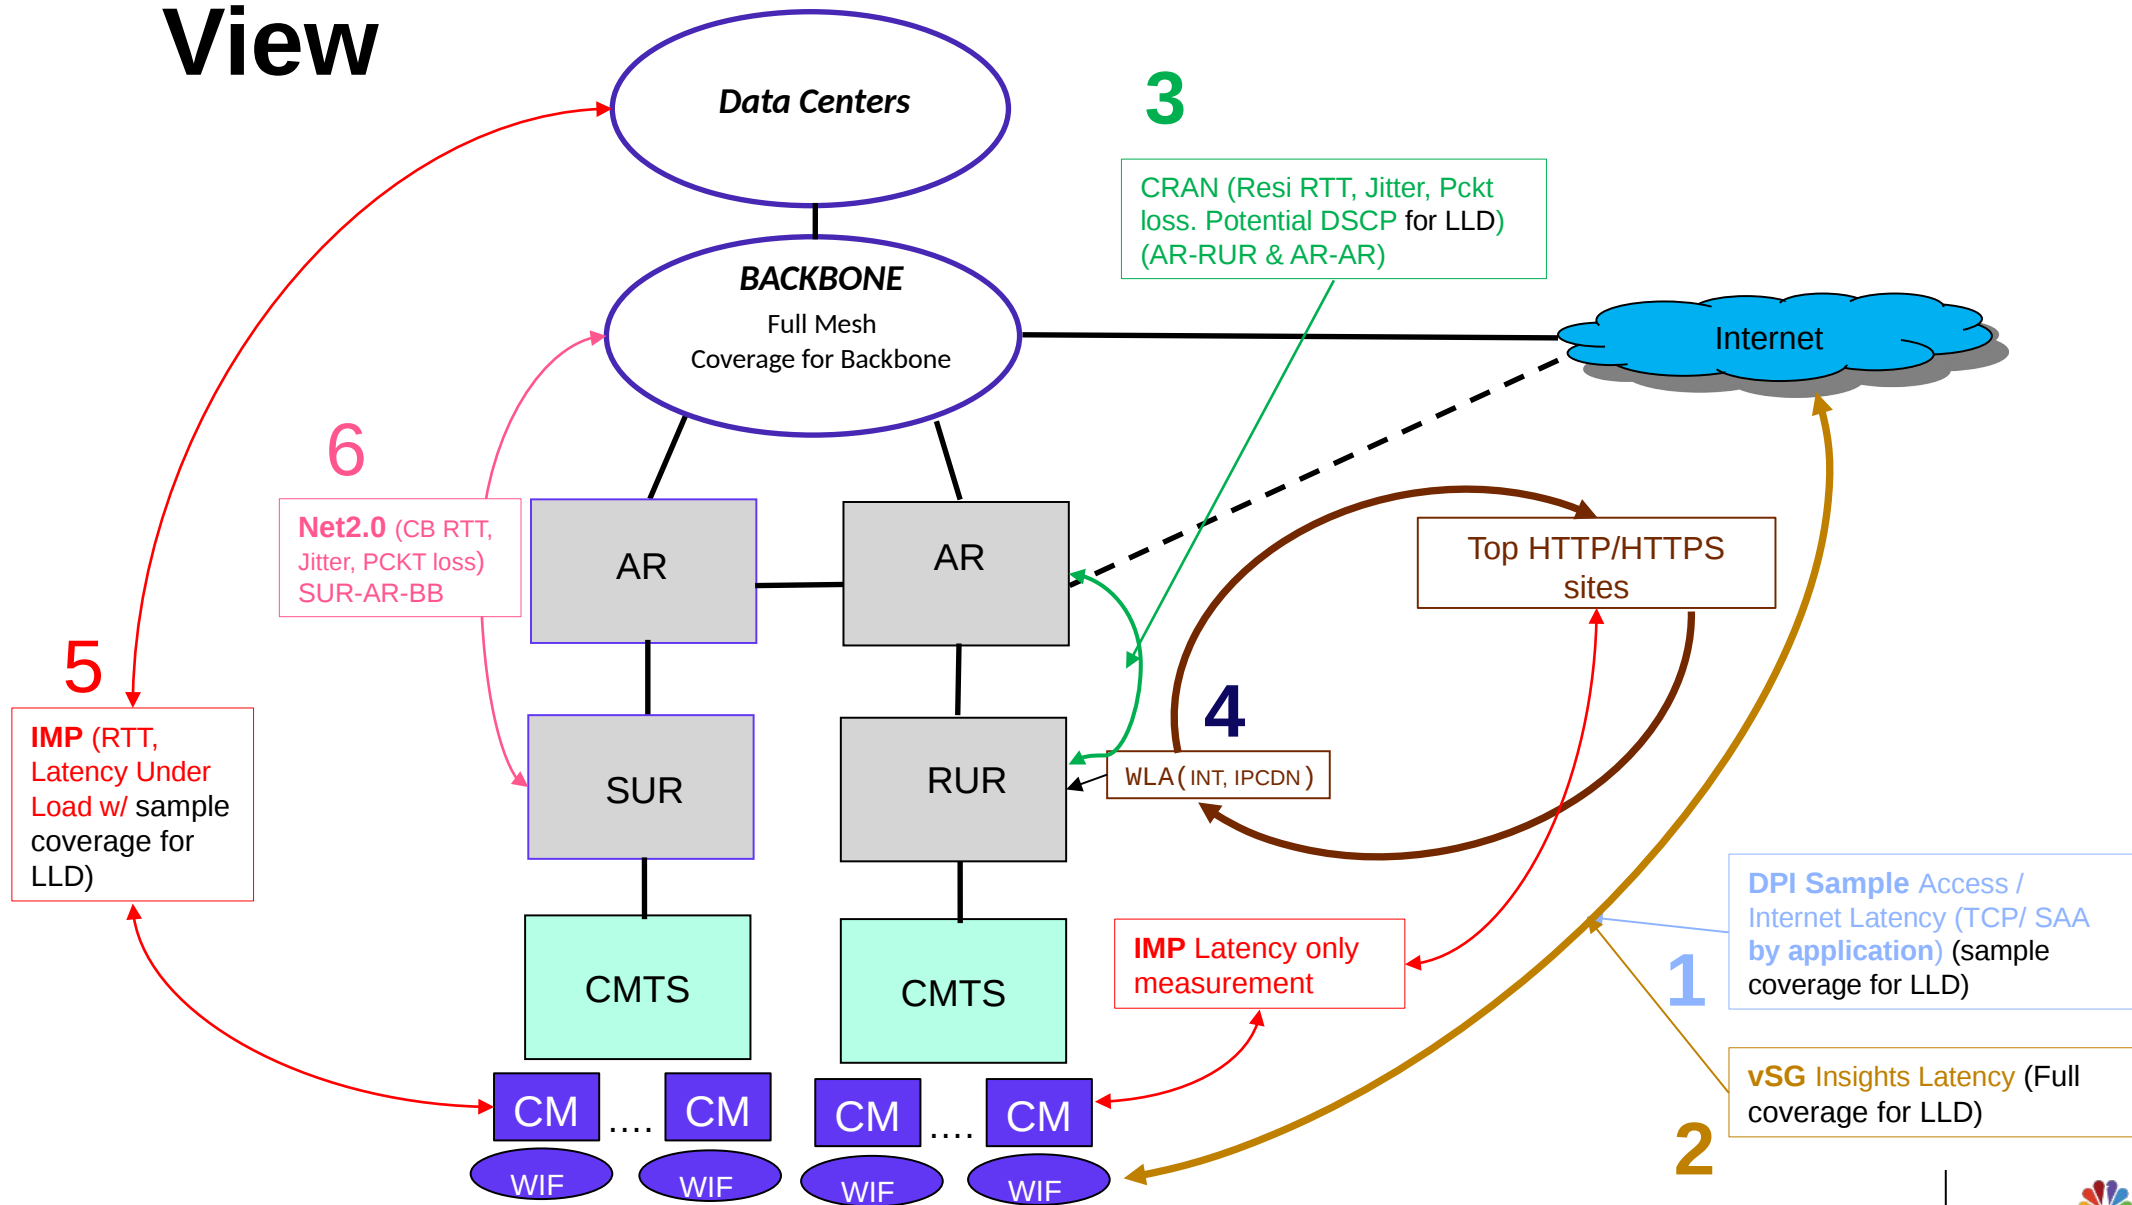 View
Data Centers
3
CRAN (Resi RTT, Jitter, Pckt
loss. Potential DSCP for LLD)
(AR-RUR & AR-AR)
BACKBONE
Full Mesh
Coverage for Backbone
Internet
6
Net2.0 (CB RTT,
Jitter, PCKT loss)
SUR-AR-BB
AR
AR
Top HTTP/HTTPS
sites
5
IMP (RTT,
Latency Under
Load w/ sample
coverage for
LLD)
4
SUR
RUR
WLA(INT, IPCDN)
DPI Sample Access /
Internet Latency (TCP/ SAA
by application) (sample
coverage for LLD)
1
IMP Latency only
measurement
CMTS
CMTS
vSG Insights Latency (Full
coverage for LLD)
2
CM .... CM
CM .... CM
WIF
WIF
WIF
WIF